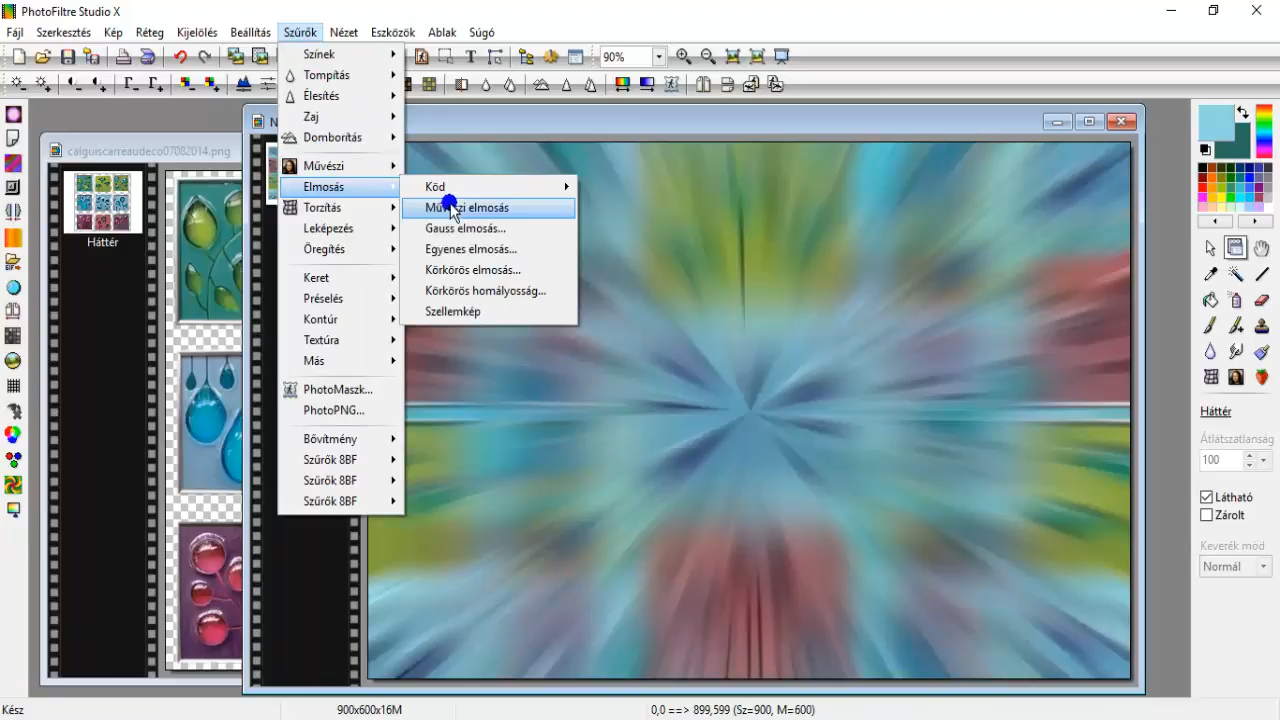 PhotoFiltre Studio X
Fájl Szerkesztés Kép Réteg Kijelölés Beállítás Szűrők Nézet Eszközök Ablak Súgó
90%
Színek
Tompítás
Élesítés
Zaj
Domborítás
Művészi
Elmosás
Torzítás
Leképezés
Öregítés
Keret
Préselés
Kontúr
Textúra
Más
PhotoMaszk...
PhotoPNG...
Bővítmény
Szűrők 8BF
Szűrők 8BF
Szűrők 8BF
Köd
Művészi elmosás
Gauss elmosás...
Egyenes elmosás...
Körkörös elmosás...
Körkörös homályosság...
Szellemkép
calguiscarreaudeco07082014.png
Háttér
Háttér
Átlátszatlanság
100
Látható
Zárolt
Keverék mód
Normál
Kész
900x600x16M
0,0 ==> 899,599 (Sz=900, M=600)